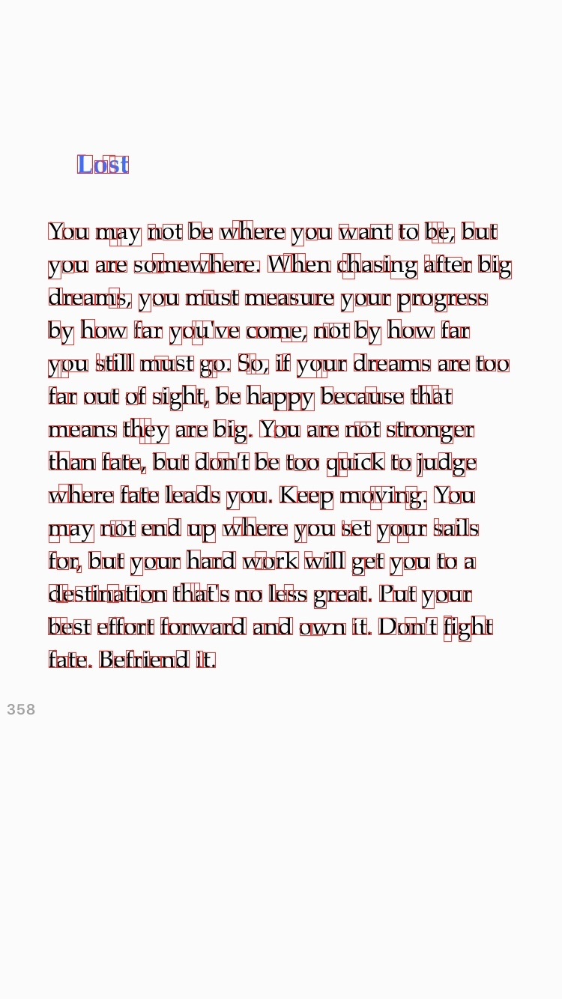 Lost
You may not be where you want to be, but
you are somewhere. When chasing after big
dreams, you must measure your progress
by how far you've come, not by how far
you still must go. So, if your dreams are too
far out of sight, be happy because that
means they are big. You are not stronger
than fate, but don't be too quick to judge
where fate leads you. Keep moving. You
may not end up where you set your sails
for, but your hard work will get you to a
destination that's no less great. Put your
best effort forward and own it. Don't fight
fate. Befriend it.
358